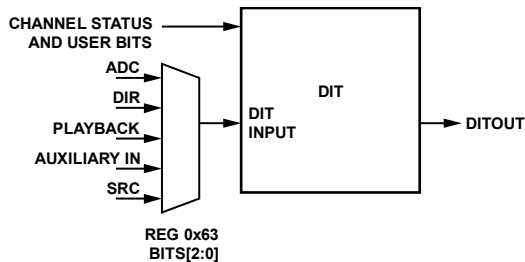 CHANNEL STATUS
AND USER BITS
ADC
DIR
PLAYBACK
AUXILIARY IN
SRC
REG 0x63
BITS[2:0]
DIT
INPUT
DIT
DITOUT